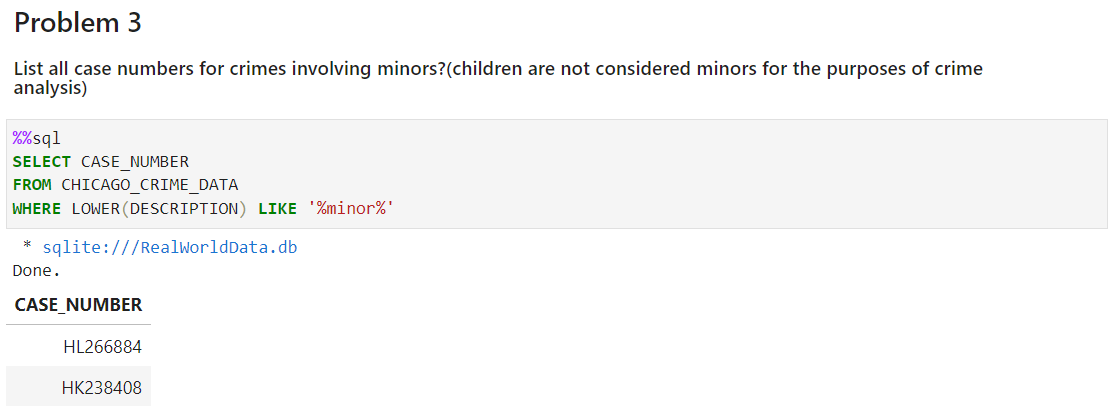 Problem 3
List all case numbers for crimes involving minors?(children are not considered minors for the purposes of crime
analysis)
%%sql
SELECT CASE_NUMBER
FROM CHICAGO_CRIME_DATA
WHERE LOWER(DESCRIPTION) LIKE '%minor%'
* sqlite:///RealWorldData.db
Done.
CASE_NUMBER
HL266884
HK238408